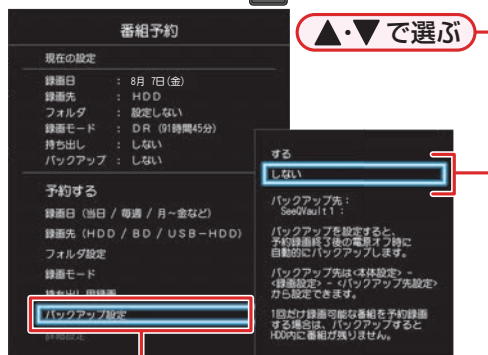 番組予約
▲・▼で選ぶ
現在の設定
録画日 : 8月 7日(金)
録画先 : HDD
フォルダ : 設定しない
録画モード : DR (91時間45分)
持ち出し : しない
バックアップ : しない
予約する
録画日 (当日 / 毎週 / 月~金など)
録画先 (HDD / BD / USB-HDD)
フォルダ設定
録画モード
持ち出し用録画
バックアップ設定
詳細設定
する
しない
バックアップ先:
SeeQVault1 :
バックアップを設定すると、
予約録画終了後の電源オフ時に
自動的にバックアップします。
バックアップ先は<本体設定> -
<録画設定> - <バックアップ先設定>
から設定できます。
1回だけ録画可能な番組を予約録画
する場合は、バックアップすると
HDD内に番組が残りません。